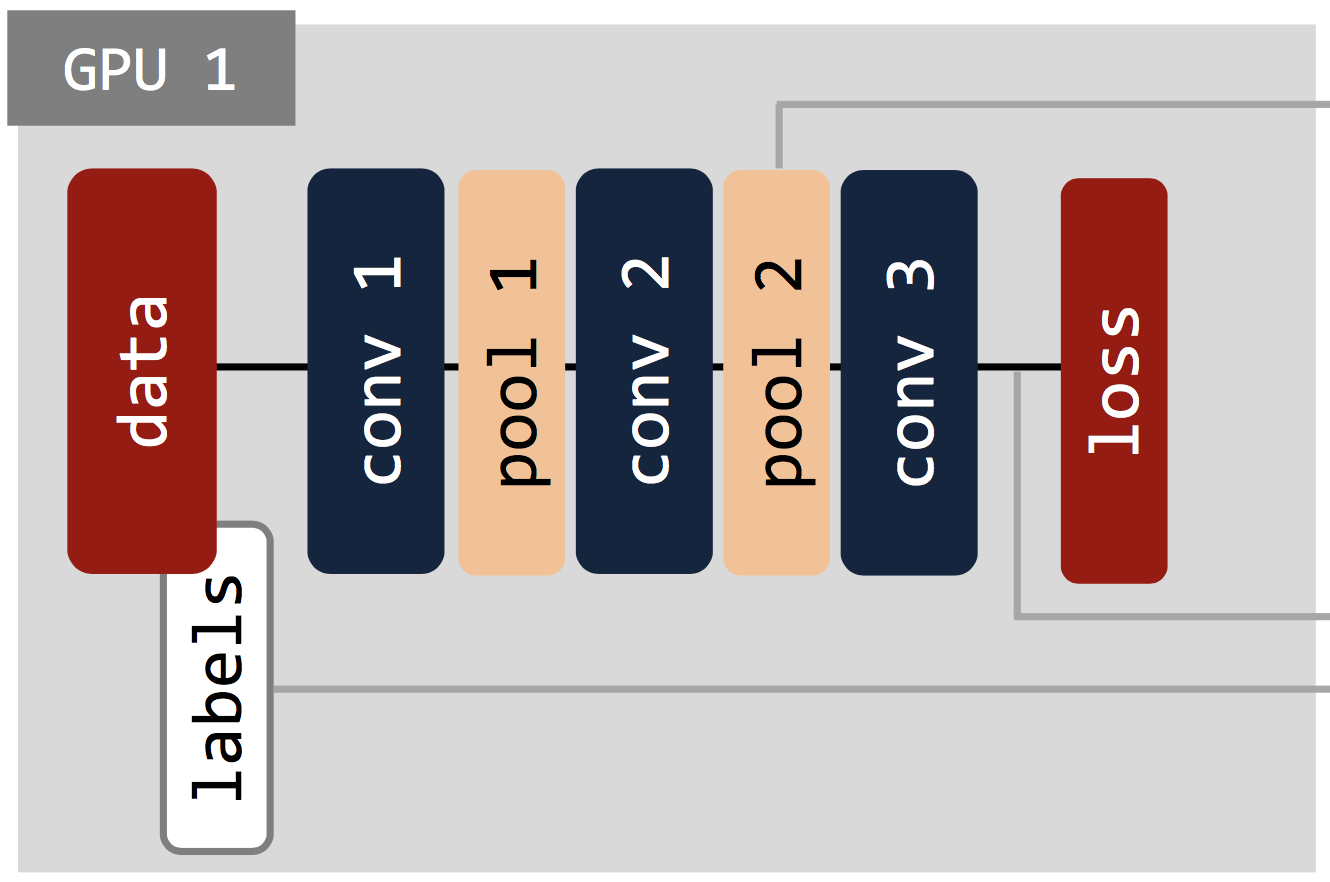 GPU 1
data
conv 1
pool 1
conv 2
pool 2
conv 3
loss
labels